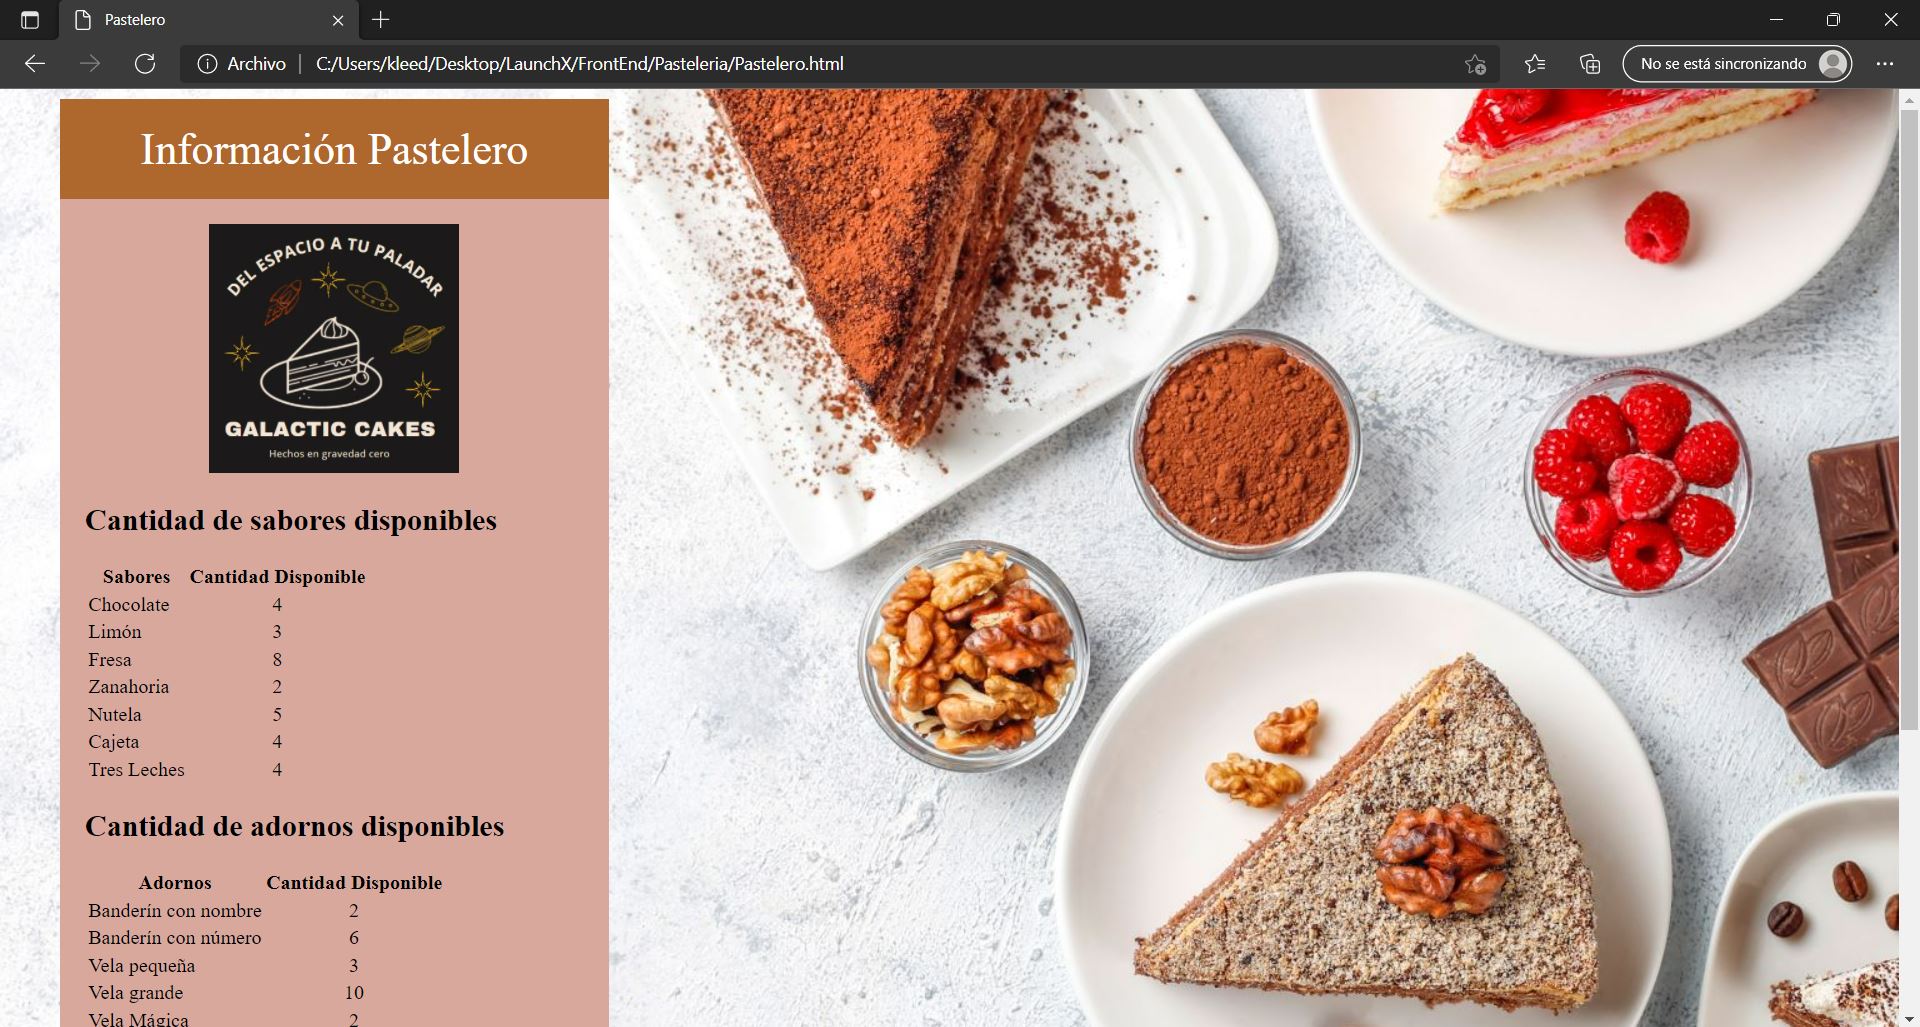 Pastelero
Archivo C:/Users/kleed/Desktop/LaunchX/FrontEnd/Pasteleria/Pastelero.html No se está sincronizando
Información Pastelero
DEL ESPACIO A TU PALADAR
GALACTIC CAKES
Hechos en gravedad cero
Cantidad de sabores disponibles
Sabores Cantidad Disponible
Chocolate 4
Limón 3
Fresa 8
Zanahoria 2
Nutela 5
Cajeta 4
Tres Leches 4
Cantidad de adornos disponibles
Adornos Cantidad Disponible
Banderín con nombre 2
Banderín con número 6
Vela pequeña 3
Vela grande 10
Vela Mágica 2